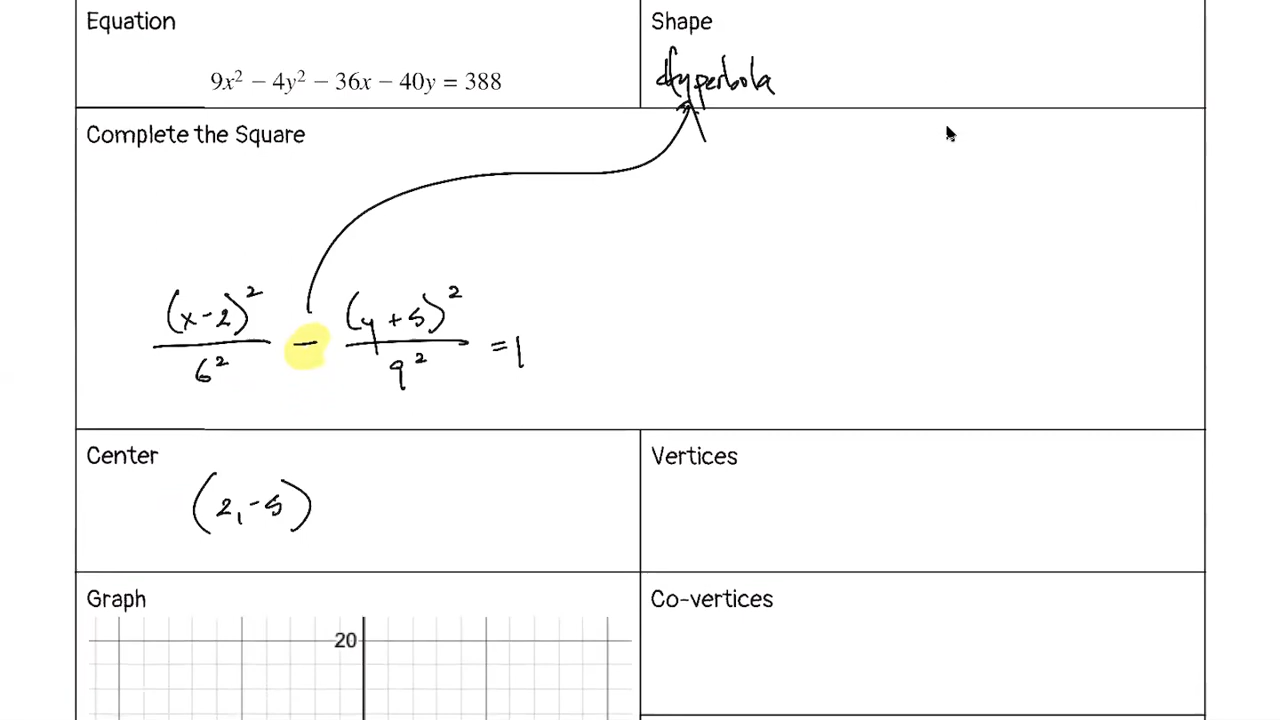 Equation
Shape
9x² − 4y² − 36x − 40y = 388
Hyperbola
Complete the Square
(x-2)²/6² − (y+5)²/9² = 1
Center
Vertices
(2,-5)
Graph
Co-vertices
20